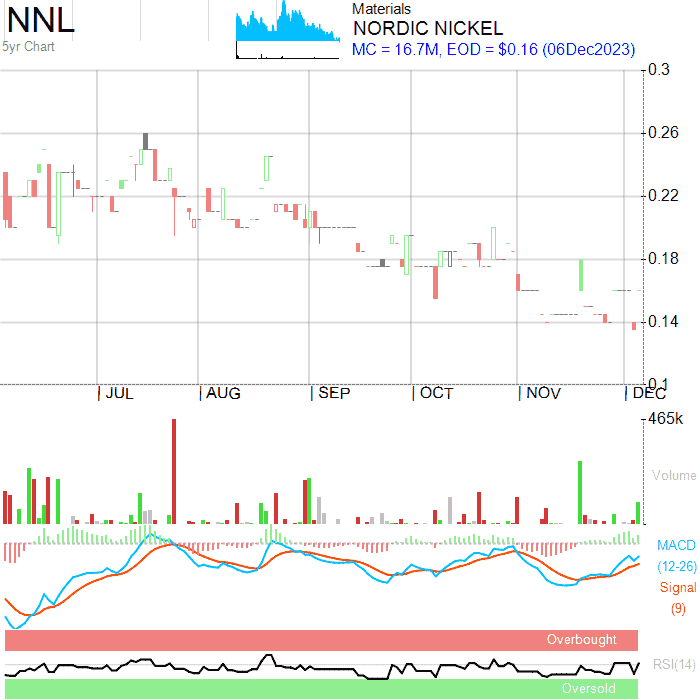 NNL
5yr Chart
Materials
NORDIC NICKEL
MC = 16.7M, EOD = $0.16 (06Dec2023)
0.3
0.26
0.22
0.18
0.14
0.1
JUL AUG SEP OCT NOV DEC
465k
Volume
MACD
(12-26)
Signal
(9)
Overbought
RSI(14)
Oversold